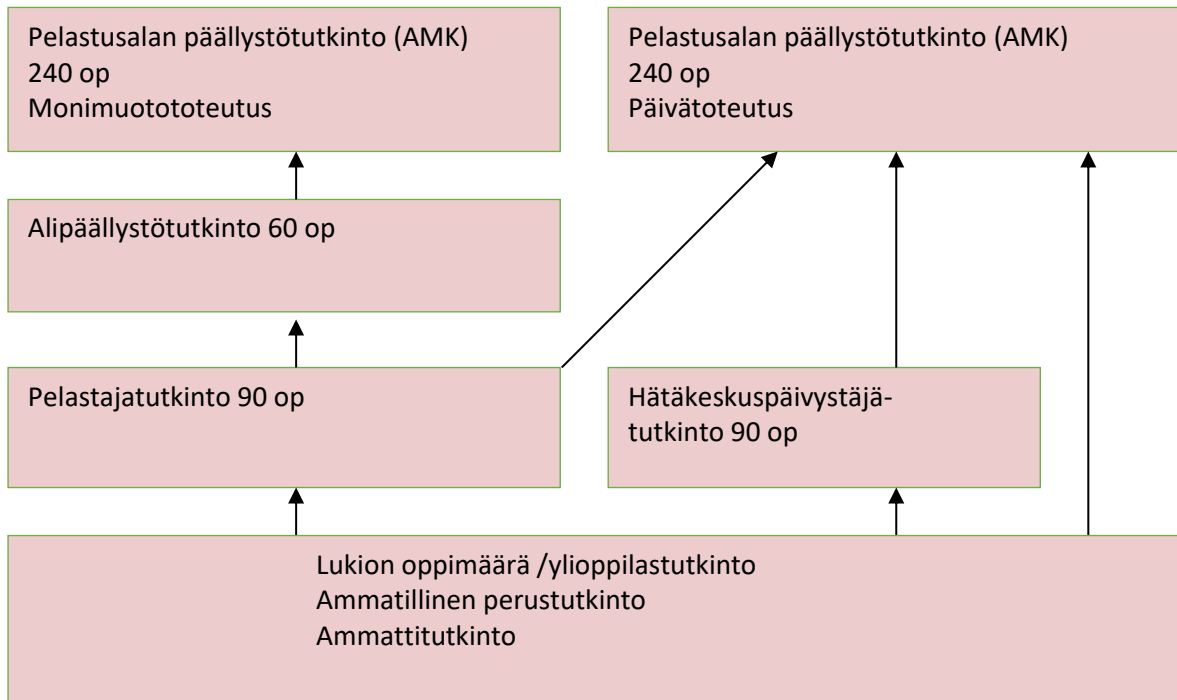 Pelastusalan päällystötutkinto (AMK)
240 op
Monimuotototeutus
Pelastusalan päällystötutkinto (AMK)
240 op
Päivätoteutus
Alipäällystötutkinto 60 op
Pelastajatutkinto 90 op
Hätäkeskuspäivystäjä-
tutkinto 90 op
Lukion oppimäärä /ylioppilastutkinto
Ammatillinen perustutkinto
Ammattitutkinto